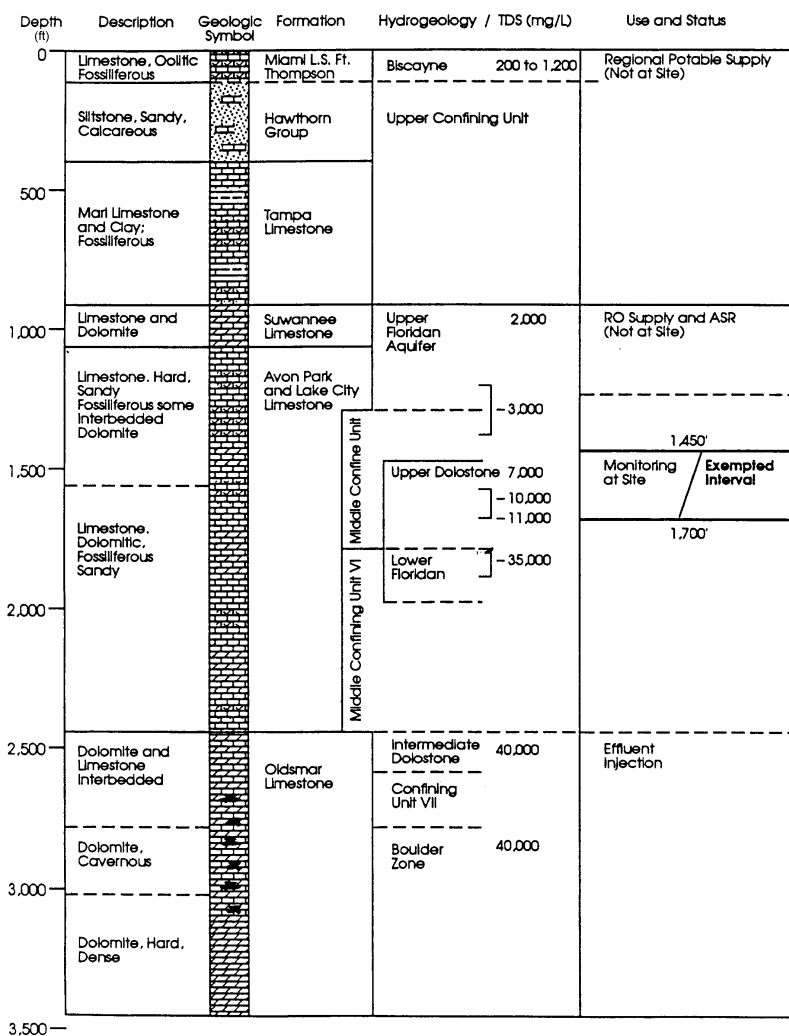 Depth
(ft)
Description
Geologic
Symbol
Formation
Hydrogeology / TDS (mg/L)
Use and Status
0
Limestone, Oolitic
Fossiliferous
Miami L.S. Ft.
Thompson
Biscayne
200 to 1,200
Regional Potable Supply
(Not at Site)
Siltstone, Sandy,
Calcareous
Hawthorn
Group
Upper Confining Unit
500
Marl Limestone
and Clay;
Fossiliferous
Tampa
Limestone
1,000
Limestone and
Dolomite
Suwannee
Limestone
Upper
Floridan
Aquifer
2,000
RO Supply and ASR
(Not at Site)
Limestone. Hard,
Sandy
Fossiliferous some
Interbedded
Dolomite
Avon Park
and Lake City
Limestone
3,000
Middle Confine Unit
1,450'
1,500
Upper Dolostone 7,000
10,000
11,000
Monitoring
at Site
Exempted
Interval
1,700'
Limestone.
Dolomitic,
Fossiliferous
Sandy
Lower
Floridan
35,000
Middle Confining Unit VI
2,000
2,500
Dolomite and
Limestone
Interbedded
Oldsmar
Limestone
Intermediate
Dolostone
40,000
Effluent
Injection
Confining
Unit VII
Dolomite,
Cavernous
Boulder
Zone
40,000
3,000
Dolomite, Hard,
Dense
3,500